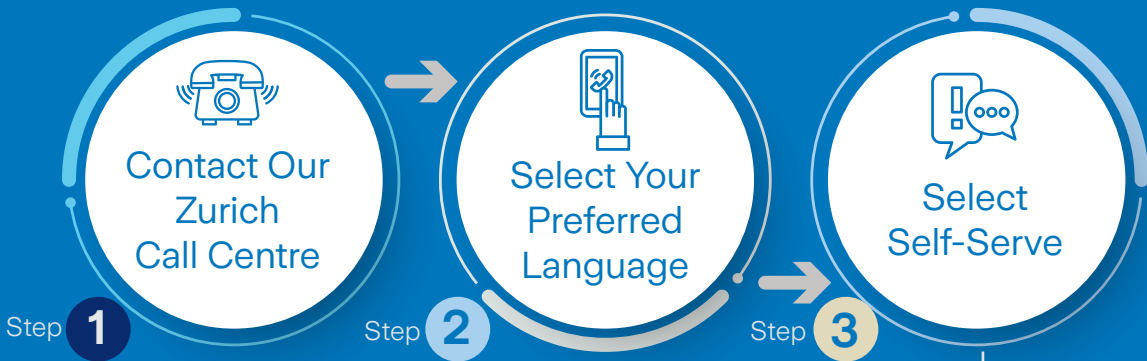 Contact Our
Zurich
Call Centre
Step 1
Select Your
Preferred
Language
Step 2
Select
Self-Serve
Step 3